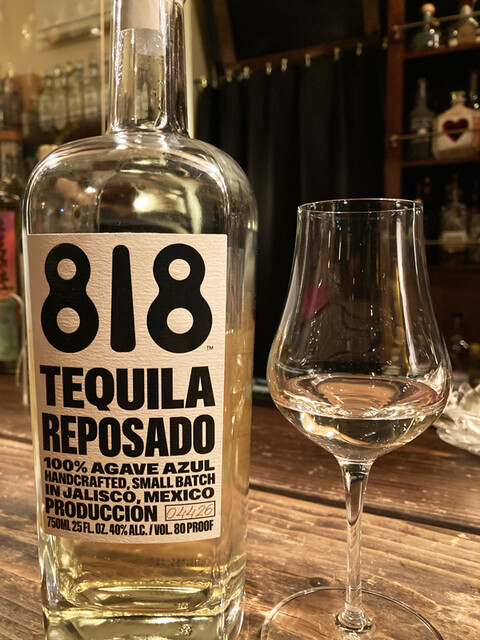 818™
TEQUILA
REPOSADO
100% AGAVE AZUL
HANDCRAFTED, SMALL BATCH
IN JALISCO, MEXICO
PRODUCCIÓN 04426
750ML 25 FL. OZ. 40% ALC. / VOL. 80 PROOF